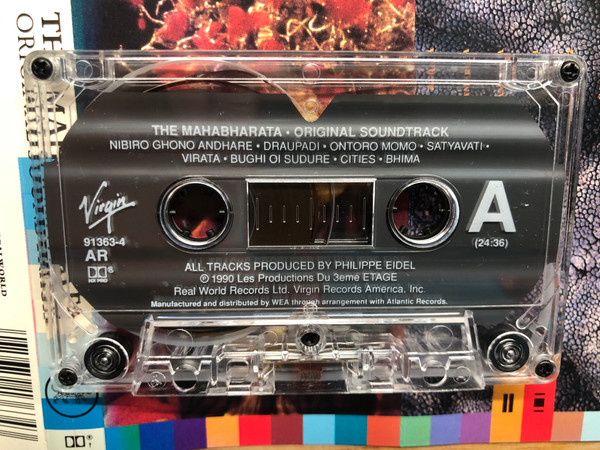 THE MAHABHARATA • ORIGINAL SOUNDTRACK
NIBIRO GHONO ANDHARE • DRAUPADI • ONTORO MOMO • SATYAVATI •
VIRATA • BUGHI OI SUDURE • CITIES • BHIMA
Virgin
91363-4
AR
B
HX PRO
A
(24:36)
ALL TRACKS PRODUCED BY PHILIPPE EIDEL
℗ 1990 Les Productions Du 3eme ETAGE
Real World Records Ltd. Virgin Records America, Inc.
Manufactured and distributed by WEA through arrangement with Atlantic Records.